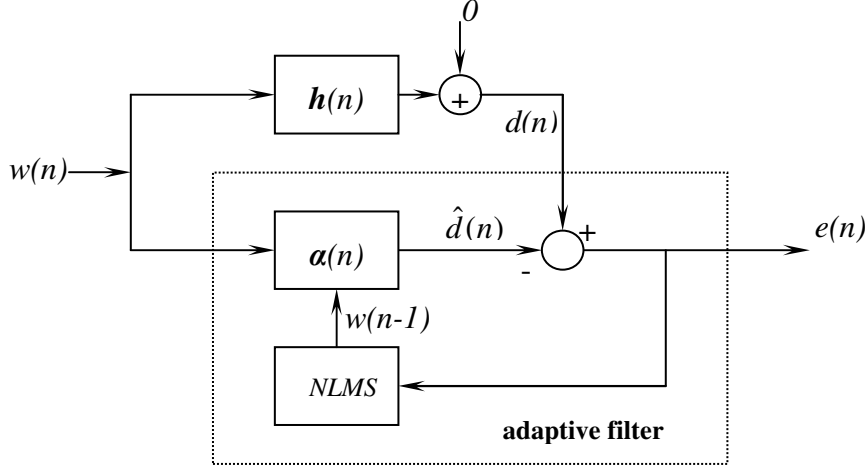 0
h(n)
+
d(n)
w(n)
α(n)
d̂(n)
+
-
e(n)
w(n-1)
NLMS
adaptive filter